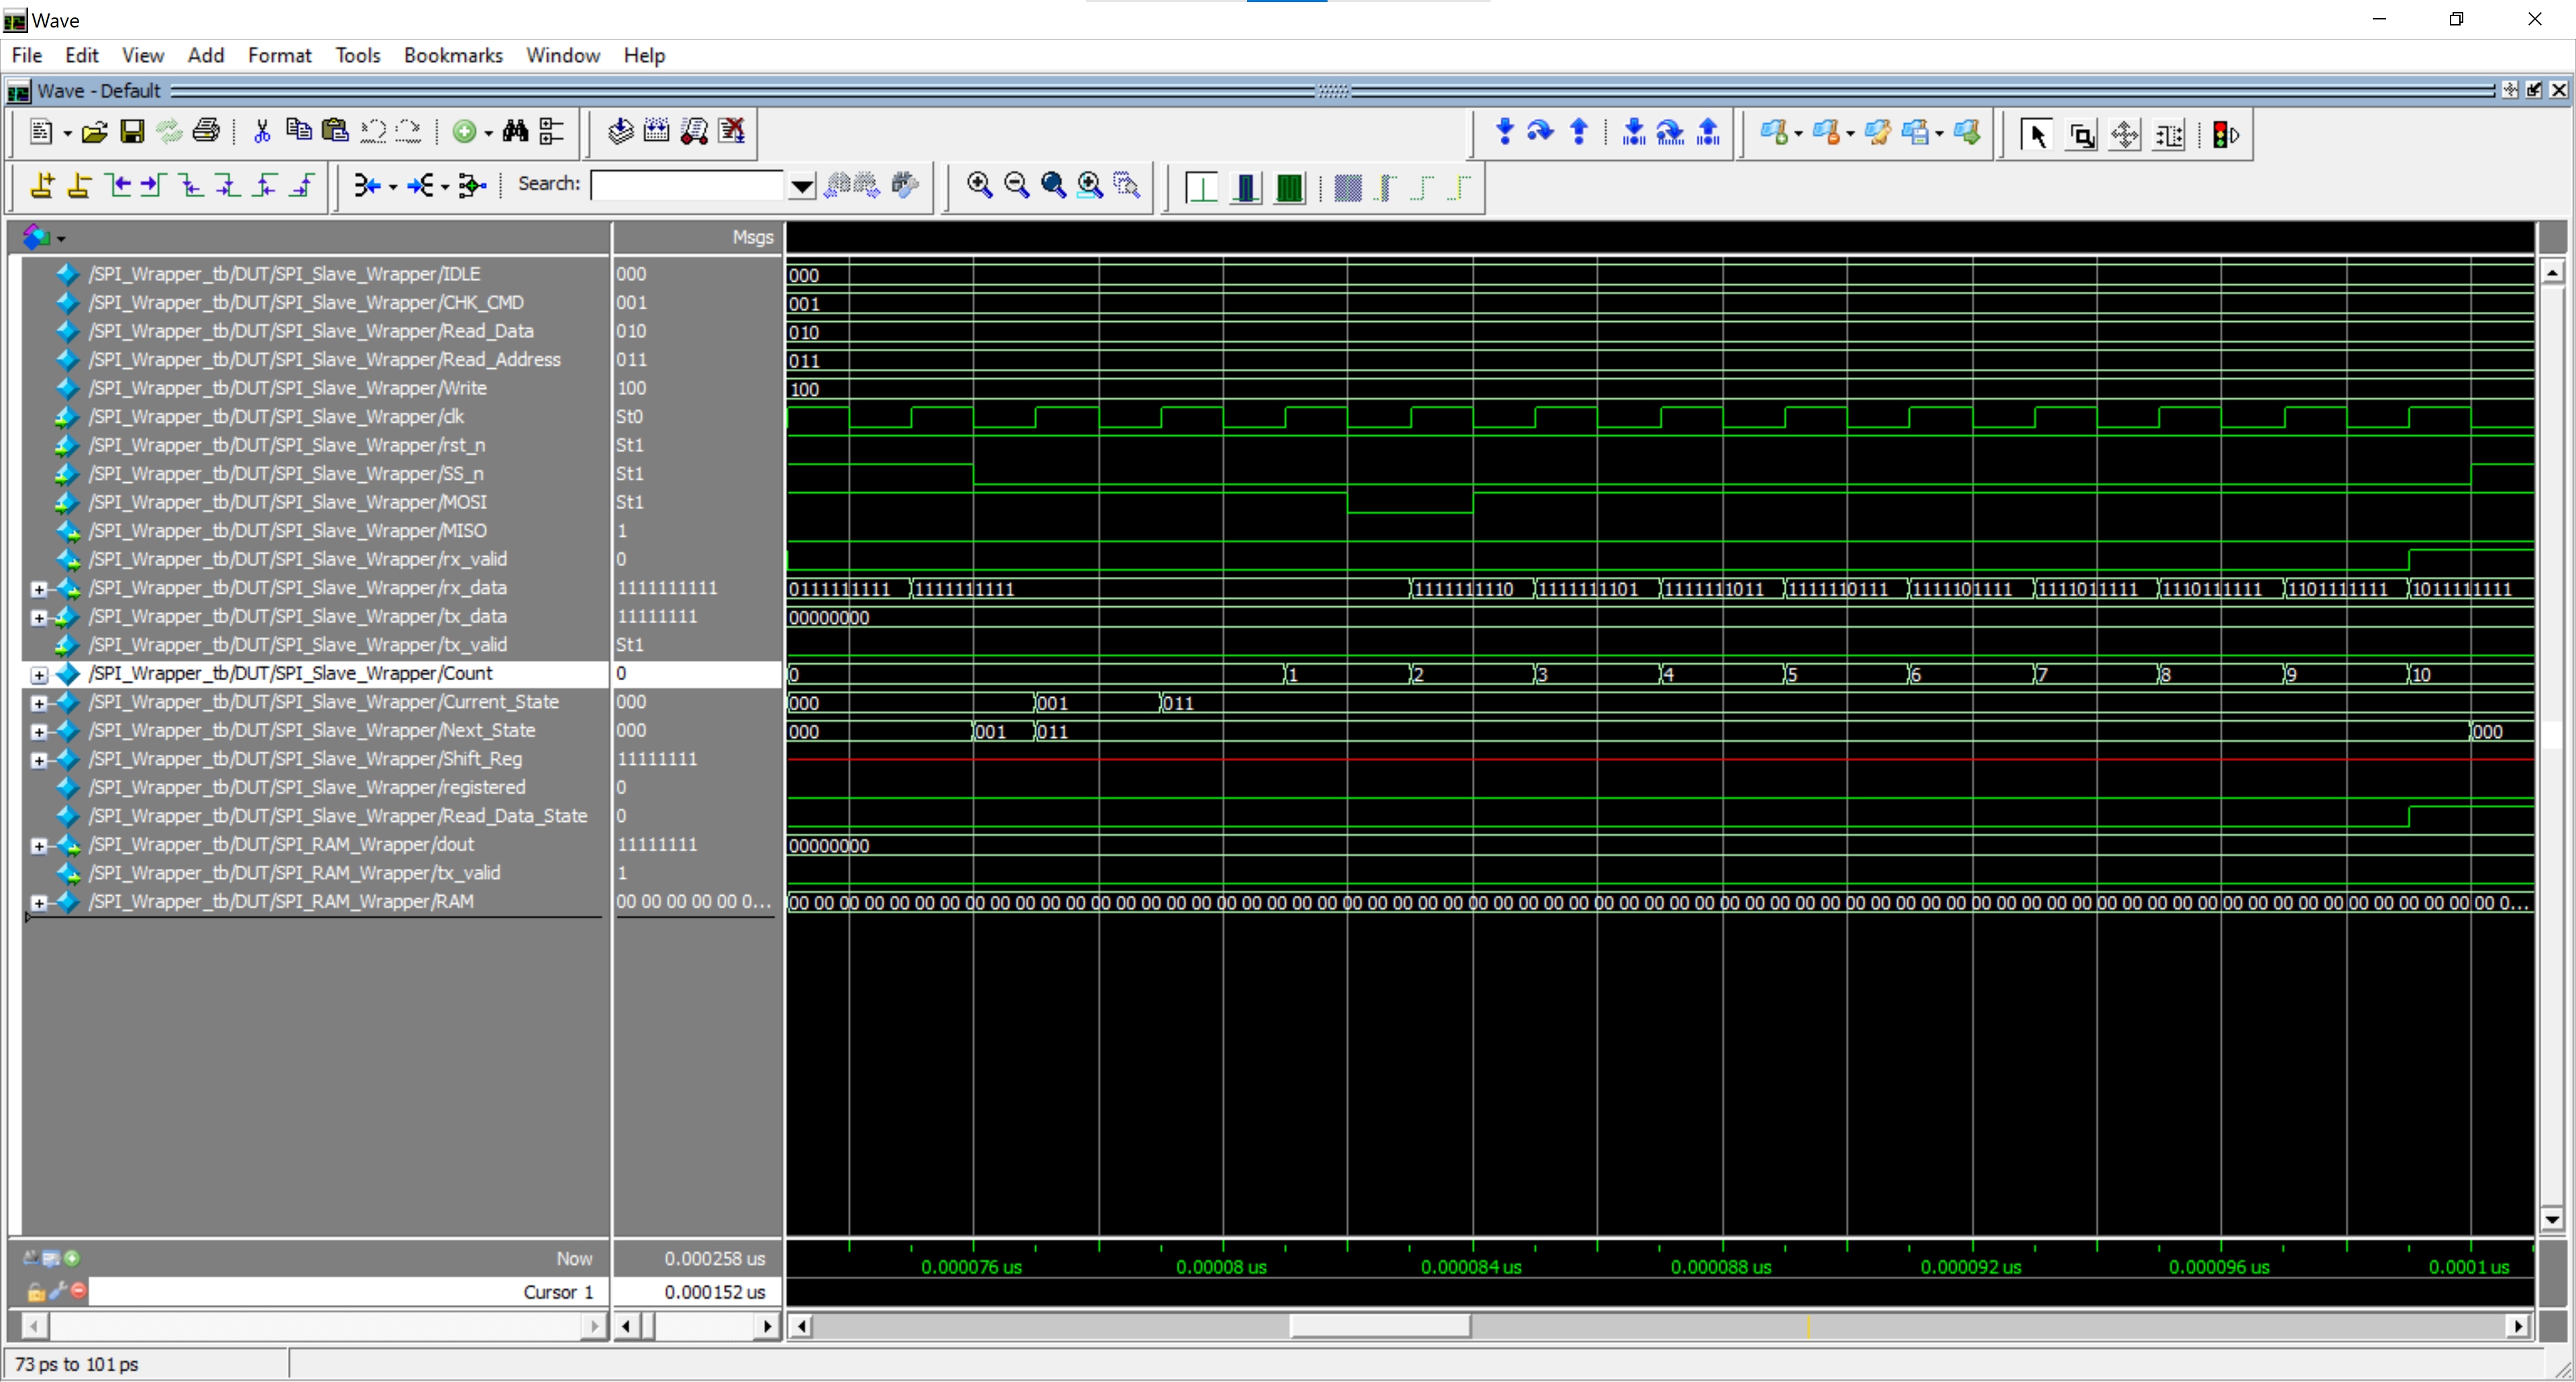 Wave
File Edit View Add Format Tools Bookmarks Window Help
Wave - Default
Search:
Msgs
/SPI_Wrapper_tb/DUT/SPI_Slave_Wrapper/IDLE 000 000
/SPI_Wrapper_tb/DUT/SPI_Slave_Wrapper/CHK_CMD 001 001
/SPI_Wrapper_tb/DUT/SPI_Slave_Wrapper/Read_Data 010 010
/SPI_Wrapper_tb/DUT/SPI_Slave_Wrapper/Read_Address 011 011
/SPI_Wrapper_tb/DUT/SPI_Slave_Wrapper/Write 100 100
/SPI_Wrapper_tb/DUT/SPI_Slave_Wrapper/clk St0
/SPI_Wrapper_tb/DUT/SPI_Slave_Wrapper/rst_n St1
/SPI_Wrapper_tb/DUT/SPI_Slave_Wrapper/SS_n St1
/SPI_Wrapper_tb/DUT/SPI_Slave_Wrapper/MOSI St1
/SPI_Wrapper_tb/DUT/SPI_Slave_Wrapper/MISO 1
/SPI_Wrapper_tb/DUT/SPI_Slave_Wrapper/rx_valid 0
/SPI_Wrapper_tb/DUT/SPI_Slave_Wrapper/rx_data 1111111111 0111111111 1111111111 1111111110 1111111101 1111111011 1111110111 1111101111 1111011111 1110111111 1101111111 1011111111
/SPI_Wrapper_tb/DUT/SPI_Slave_Wrapper/tx_data 11111111 00000000
/SPI_Wrapper_tb/DUT/SPI_Slave_Wrapper/tx_valid St1
/SPI_Wrapper_tb/DUT/SPI_Slave_Wrapper/Count 0 0 1 2 3 4 5 6 7 8 9 10
/SPI_Wrapper_tb/DUT/SPI_Slave_Wrapper/Current_State 000 000 001 011
/SPI_Wrapper_tb/DUT/SPI_Slave_Wrapper/Next_State 000 000 001 011 000
/SPI_Wrapper_tb/DUT/SPI_Slave_Wrapper/Shift_Reg 11111111
/SPI_Wrapper_tb/DUT/SPI_Slave_Wrapper/registered 0
/SPI_Wrapper_tb/DUT/SPI_Slave_Wrapper/Read_Data_State 0
/SPI_Wrapper_tb/DUT/SPI_RAM_Wrapper/dout 11111111 00000000
/SPI_Wrapper_tb/DUT/SPI_RAM_Wrapper/tx_valid 1
/SPI_Wrapper_tb/DUT/SPI_RAM_Wrapper/RAM 00 00 00 00 00 0... 00 00 00 00 00 00 00 00 00 00 00 00 00 00 00 00 00 00 00 00 00 00 00 00 00 00 00 00 00 00 00 00 00 00 00 00 00 00 00 00 00 00 00 00 00 00 00 00 00 00 00 00 00 00 00 00 00 00 00 00 00 00 00 00 00 00 00 00 0...
Now 0.000258 us 0.000076 us 0.00008 us 0.000084 us 0.000088 us 0.000092 us 0.000096 us 0.0001 us
Cursor 1 0.000152 us
73 ps to 101 ps